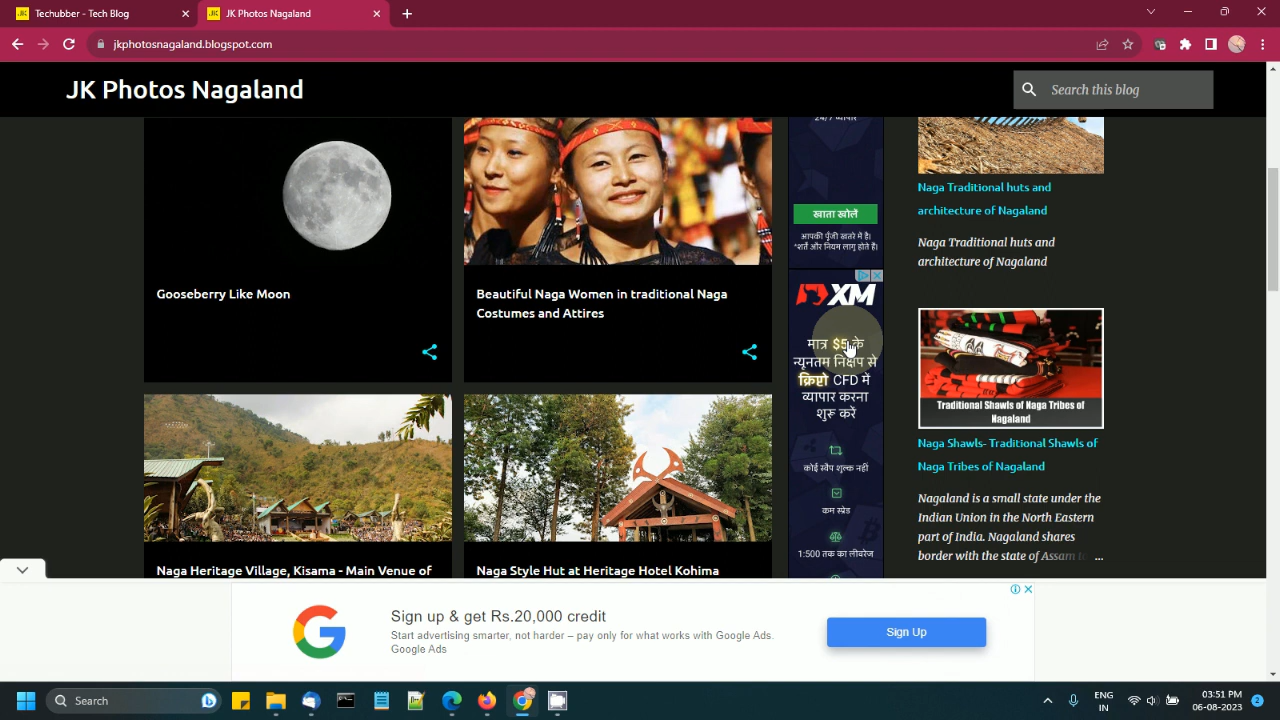 Techubber - Tech Blog
JK Photos Nagaland
jkphotosnagaland.blogspot.com
JK Photos Nagaland
Search this blog
24/7 व्यापार
खाता खोलें
आपकी पूँजी खतरे में है।
*शर्तें और नियम लागू होते हैं।
Gooseberry Like Moon
Beautiful Naga Women in traditional Naga
Costumes and Attires
XM
मात्र $5 के
न्यूनतम निक्षेप से
क्रिप्टो CFD में
व्यापार करना
शुरू करें
कोई स्वैप शुल्क नहीं
कम स्प्रेड
1:500 तक का लीवरेज
Naga Traditional huts and
architecture of Nagaland
Naga Traditional huts and
architecture of Nagaland
Traditional Shawls of Naga Tribes of
Nagaland
Naga Shawls- Traditional Shawls of
Naga Tribes of Nagaland
Nagaland is a small state under the
Indian Union in the North Eastern
part of India. Nagaland shares
border with the state of Assam to ...
Naga Heritage Village, Kisama - Main Venue of
Naga Style Hut at Heritage Hotel Kohima
Sign up & get Rs.20,000 credit
Start advertising smarter, not harder – pay only for what works with Google Ads.
Google Ads
Sign Up
Search
ENG
IN
03:51 PM
06-08-2023
2